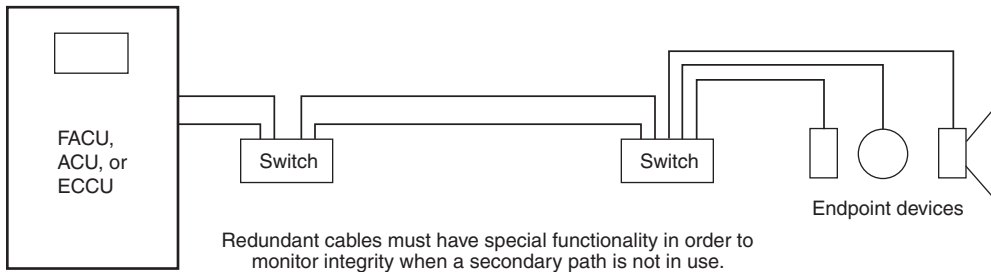 FACU,
ACU, or
ECCU
Switch
Switch
Endpoint devices
Redundant cables must have special functionality in order to
monitor integrity when a secondary path is not in use.